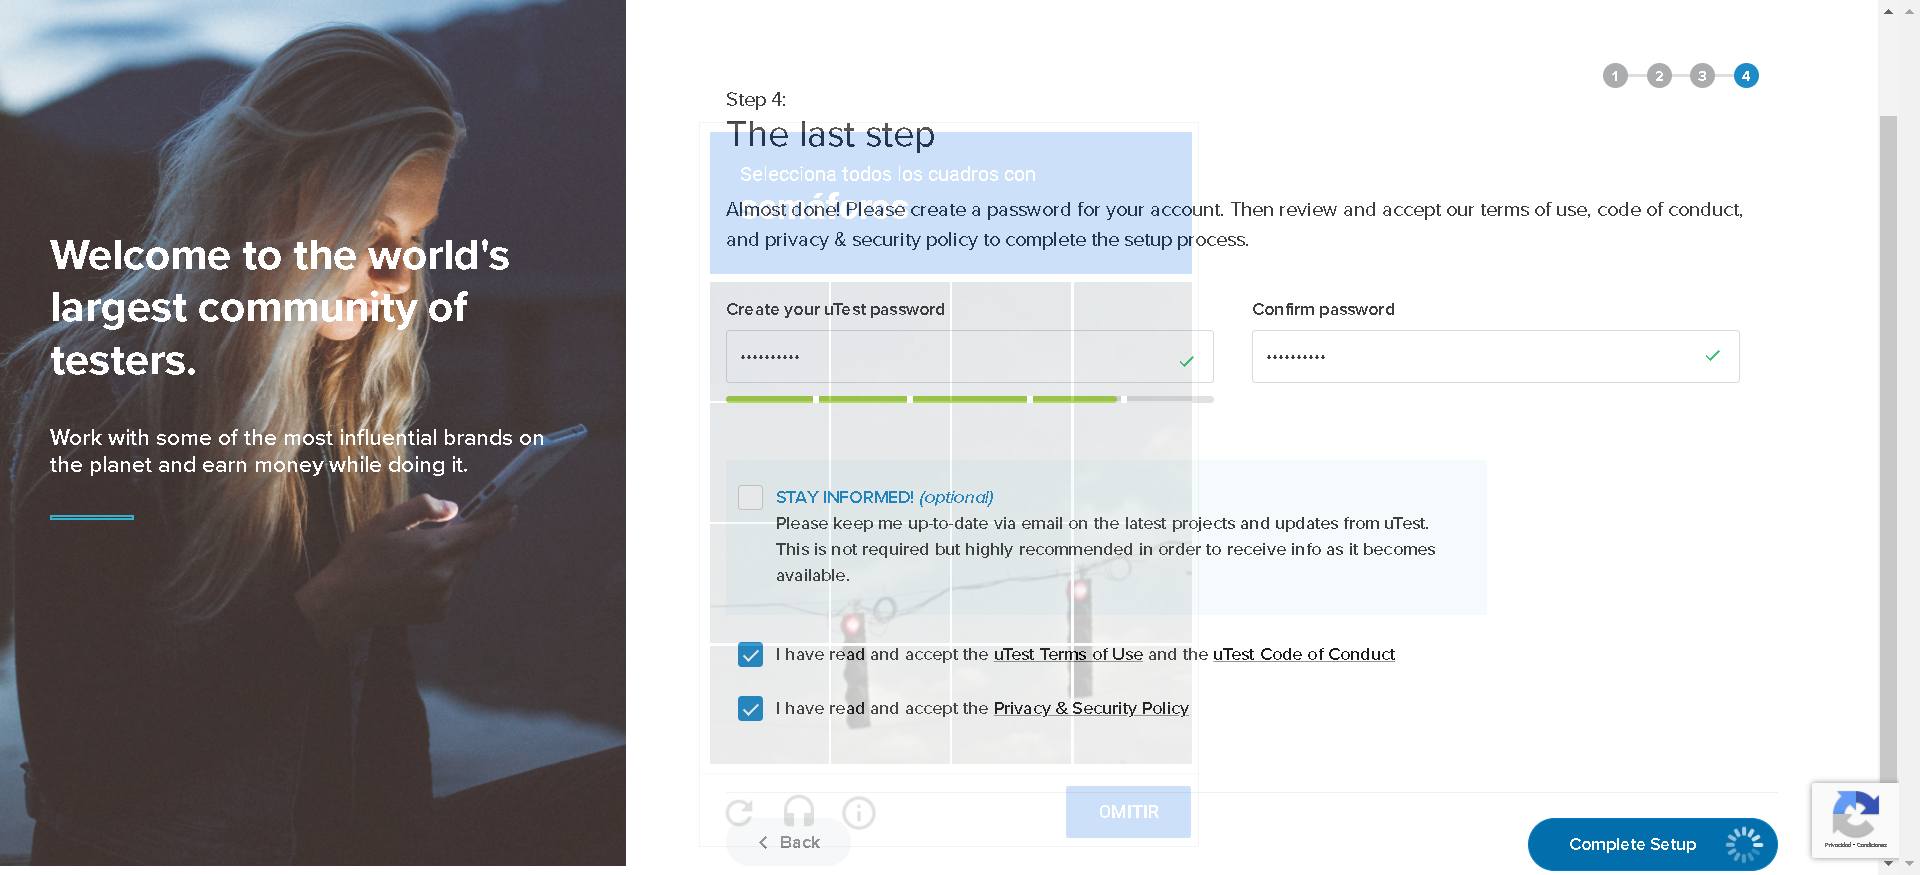 Welcome to the world's
largest community of
testers.
Work with some of the most influential brands on
the planet and earn money while doing it.
1 2 3 4
Step 4:
The last step
Selecciona todos los cuadros con
semáforos
Almost done! Please create a password for your account. Then review and accept our terms of use, code of conduct,
and privacy & security policy to complete the setup process.
Create your uTest password
Confirm password
STAY INFORMED! (optional)
Please keep me up-to-date via email on the latest projects and updates from uTest.
This is not required but highly recommended in order to receive info as it becomes
available.
I have read and accept the uTest Terms of Use and the uTest Code of Conduct
I have read and accept the Privacy & Security Policy
OMITIR
Back
Complete Setup
Privacidad - Condiciones